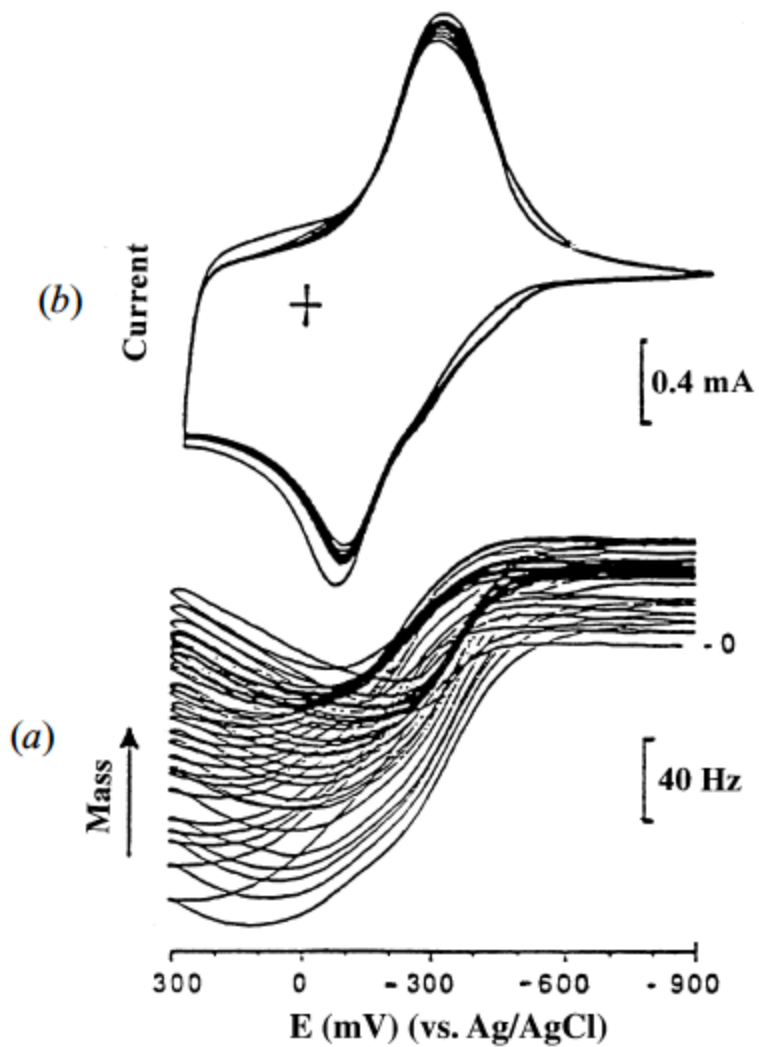 (b)
Current
0.4 mA
- 0
(a)
Mass
40 Hz
300 0 -300 -600 -900
E (mV) (vs. Ag/AgCl)